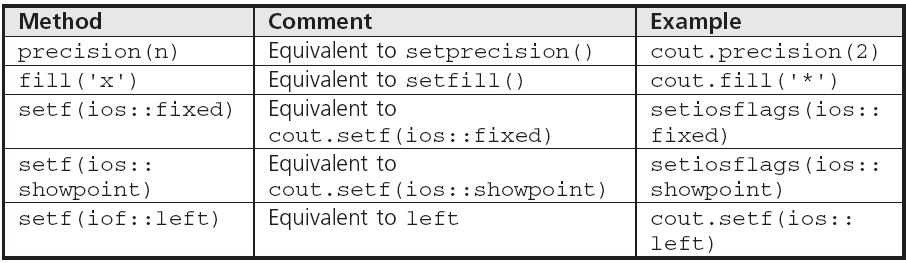 Method Comment Example
precision(n) Equivalent to setprecision() cout.precision(2)
fill('x') Equivalent to setfill() cout.fill('*')
setf(ios::fixed) Equivalent to setiosflags(ios::
cout.setf(ios::fixed) fixed)
setf(ios:: Equivalent to setiosflags(ios::
showpoint) cout.setf(ios::showpoint) showpoint)
setf(iof::left) Equivalent to left cout.setf(ios::
left)